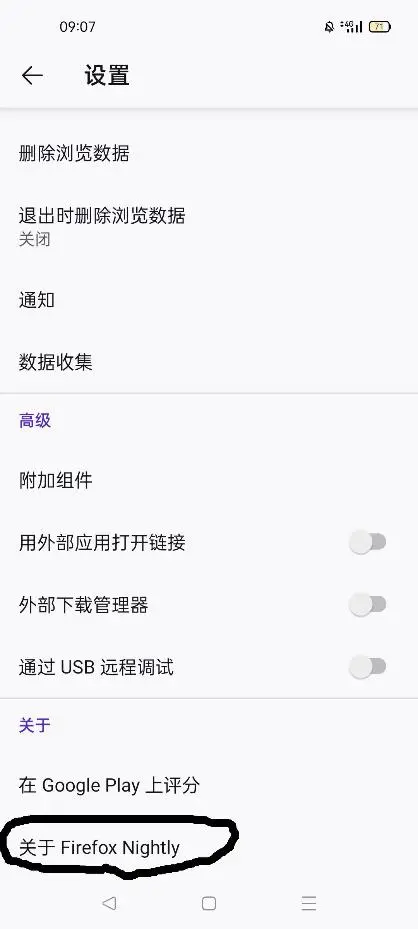 09:07
4G
71
设置
删除浏览数据
退出时删除浏览数据
关闭
通知
数据收集
高级
附加组件
用外部应用打开链接
外部下载管理器
通过 USB 远程调试
关于
在 Google Play 上评分
关于 Firefox Nightly